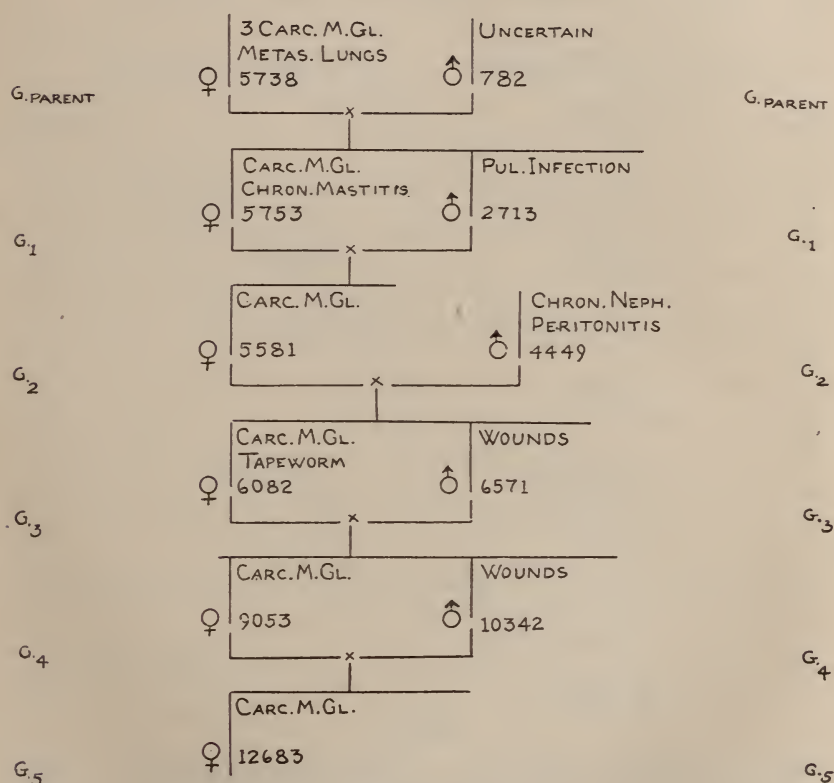 3 CARC. M. GL.
METAS. LUNGS
♀ 5738
UNCERTAIN
♂ 782
G. PARENT
G. PARENT
x
CARC. M. GL.
CHRON. MASTITIS
♀ 5753
PUL. INFECTION
♂ 2713
G.1
G.1
x
CARC. M. GL.
♀ 5581
CHRON. NEPH.
PERITONITIS
♂ 4449
G.2
G.2
x
CARC. M. GL.
TAPEWORM
♀ 6082
WOUNDS
♂ 6571
G.3
G.3
x
CARC. M. GL.
♀ 9053
WOUNDS
♂ 10342
G.4
G.4
x
CARC. M. GL.
♀ 12683
G.5
G.5